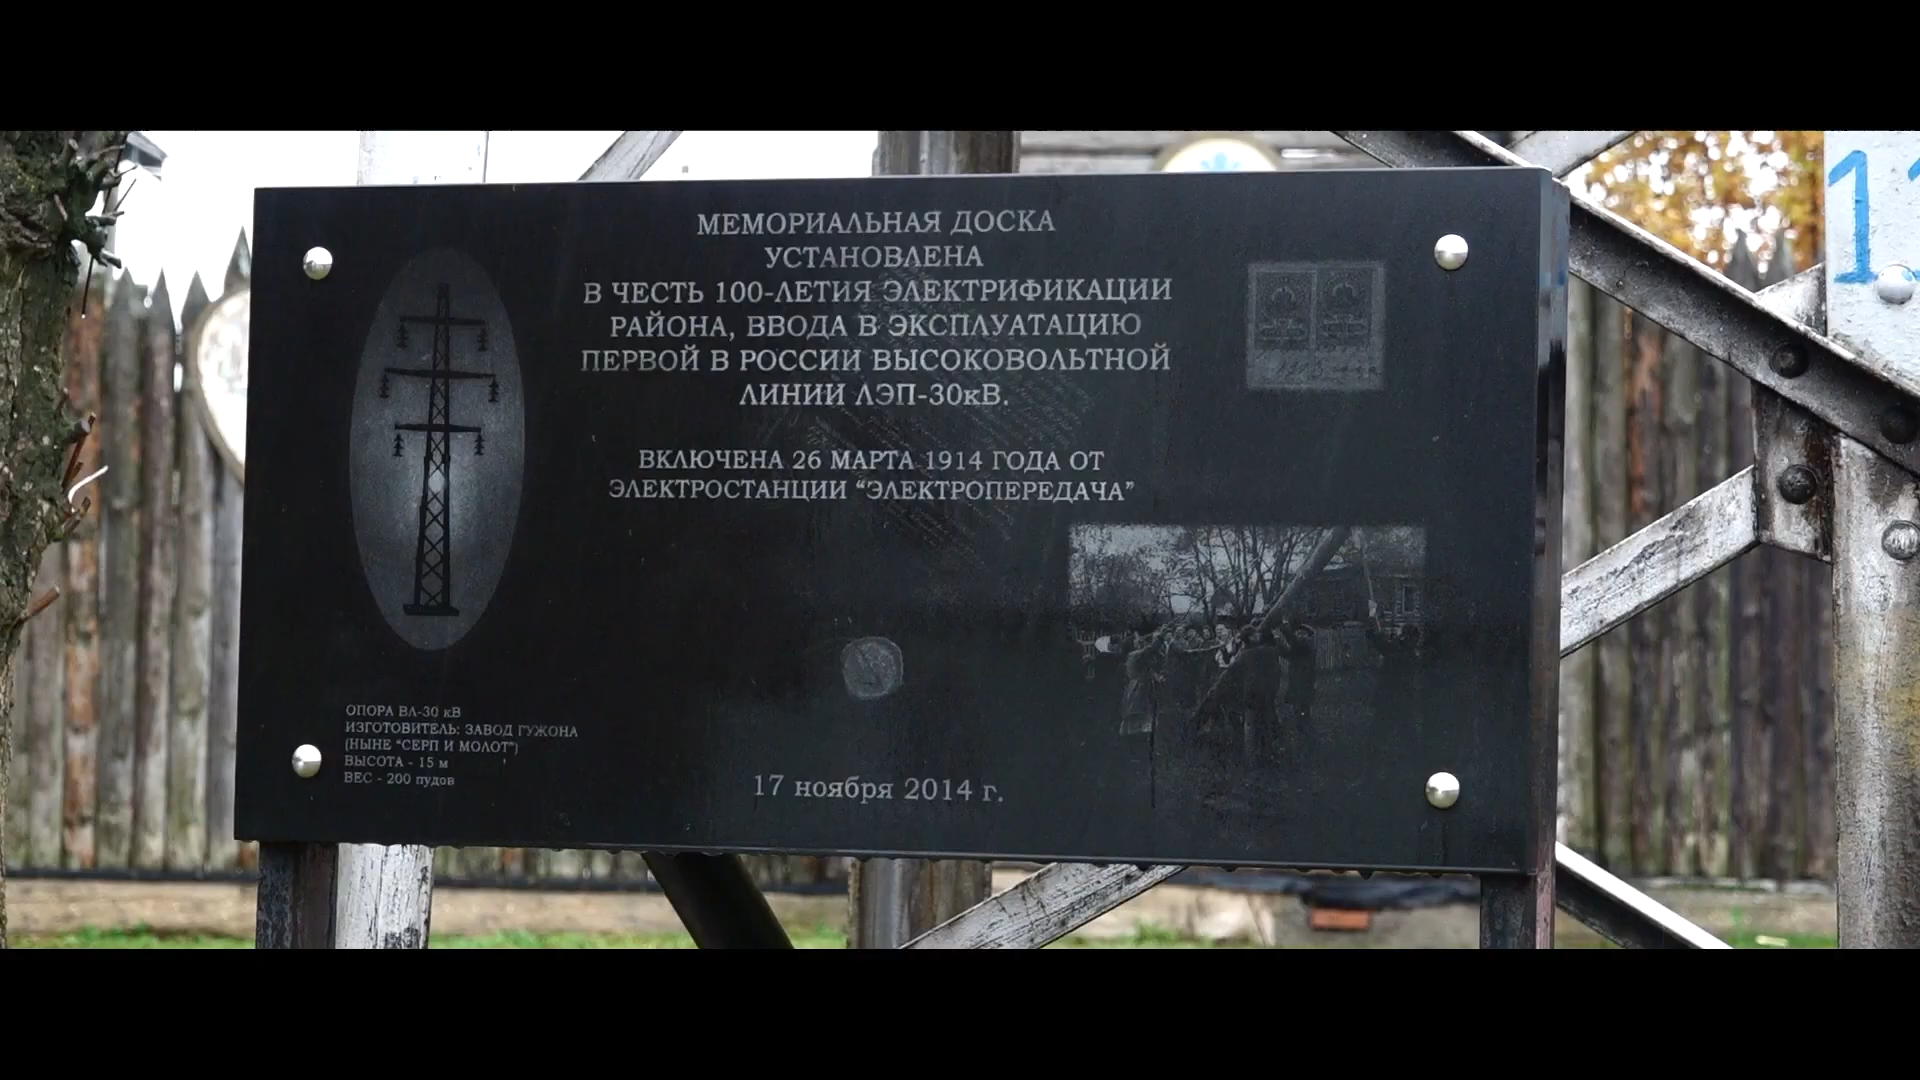 МЕМОРИАЛЬНАЯ ДОСКА
УСТАНОВЛЕНА
В ЧЕСТЬ 100-ЛЕТИЯ ЭЛЕКТРИФИКАЦИИ
РАЙОНА, ВВОДА В ЭКСПЛУАТАЦИЮ
ПЕРВОЙ В РОССИИ ВЫСОКОВОЛЬТНОЙ
ЛИНИИ ЛЭП-30кВ.
ВКЛЮЧЕНА 26 МАРТА 1914 ГОДА ОТ
ЭЛЕКТРОСТАНЦИИ “ЭЛЕКТРОПЕРЕДАЧА”
ОПОРА ВЛ-30 кВ
ИЗГОТОВИТЕЛЬ: ЗАВОД ГУЖОНА
(НЫНЕ “СЕРП И МОЛОТ”)
ВЫСОТА - 15 м
ВЕС - 200 пудов
17 ноября 2014 г.